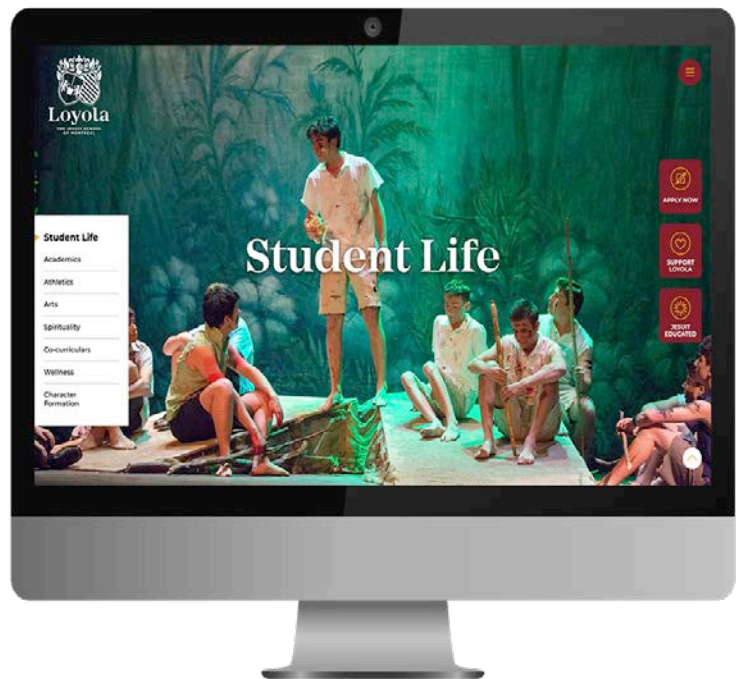 Loyola
THE JESUIT SCHOOL
OF MONTRÉAL
Student Life
Academics
Athletics
Arts
Spirituality
Co-curriculars
Wellness
Character
Formation
Student Life
APPLY NOW
SUPPORT
LOYOLA
JESUIT
EDUCATED